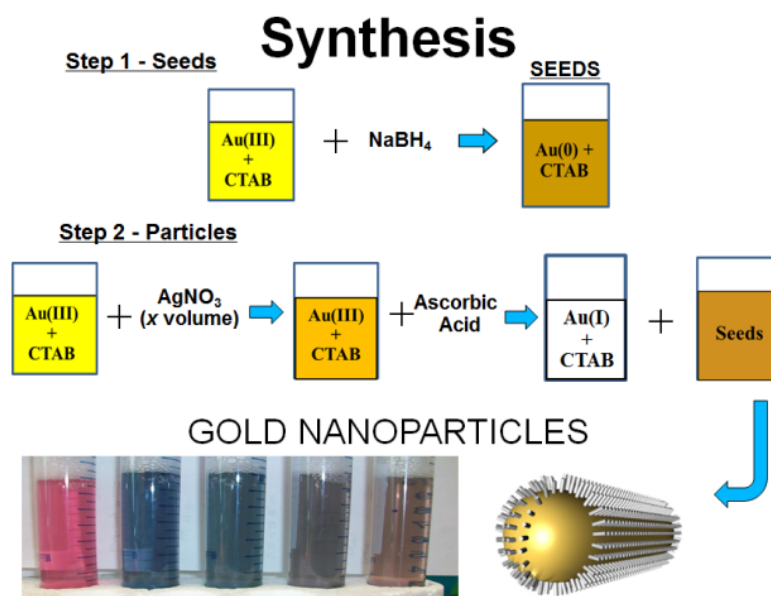 Synthesis
Step 1 - Seeds
SEEDS
Au(III)
+
CTAB
+
NaBH₄
Au(0) +
CTAB
Step 2 - Particles
Au(III)
+
CTAB
+
AgNO₃
(x volume)
Au(III)
+
CTAB
+
Ascorbic
Acid
Au(I)
+
CTAB
+
Seeds
GOLD NANOPARTICLES